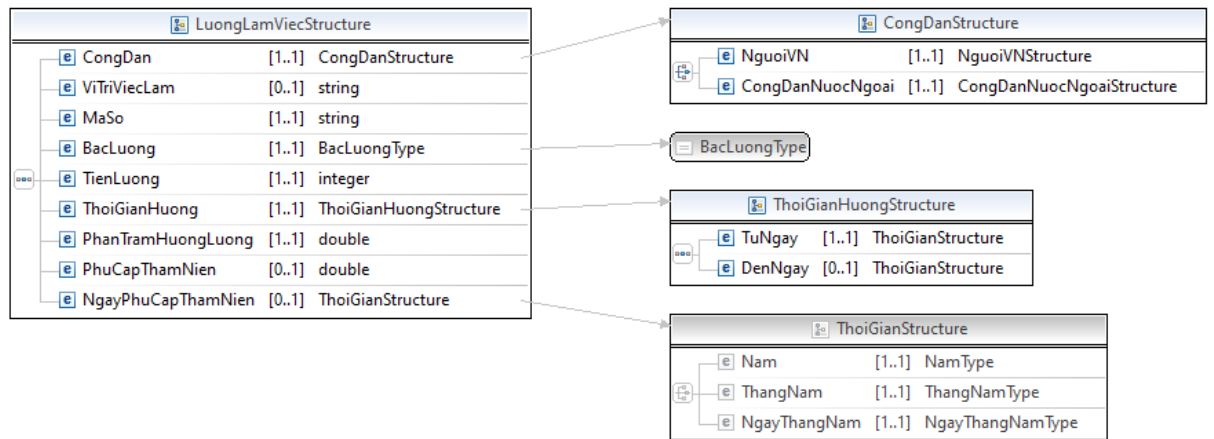 LuongLamViecStructure
CongDan [1..1] CongDanStructure
ViTriViecLam [0..1] string
MaSo [1..1] string
BacLuong [1..1] BacLuongType
TienLuong [1..1] integer
ThoiGianHuong [1..1] ThoiGianHuongStructure
PhanTramHuongLuong [1..1] double
PhuCapThamNien [0..1] double
NgayPhuCapThamNien [0..1] ThoiGianStructure
CongDanStructure
NguoiVN [1..1] NguoiVNStructure
CongDanNuocNgoai [1..1] CongDanNuocNgoaiStructure
BacLuongType
ThoiGianHuongStructure
TuNgay [1..1] ThoiGianStructure
DenNgay [0..1] ThoiGianStructure
ThoiGianStructure
Nam [1..1] NamType
ThangNam [1..1] ThangNamType
NgayThangNam [1..1] NgayThangNamType